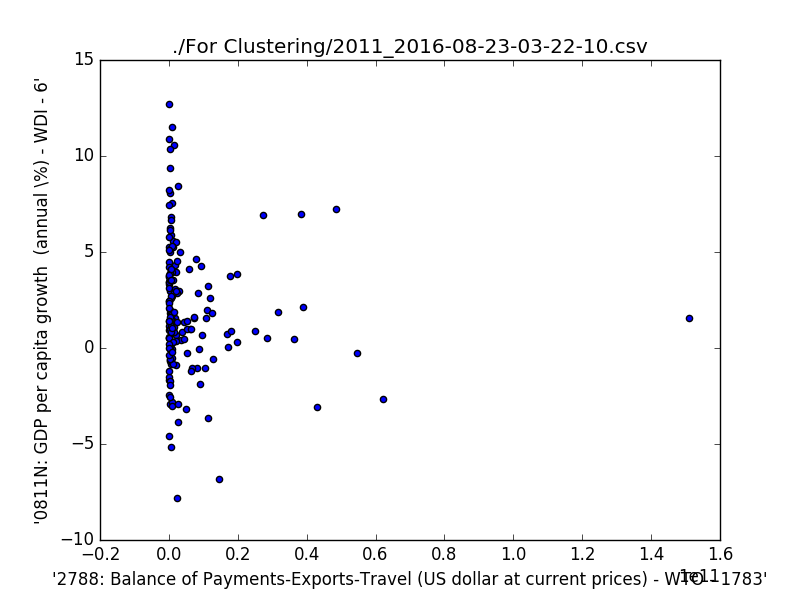 ./For Clustering/2011_2016-08-23-03-22-10.csv
15
10
5
0
−5
−10
'0811N: GDP per capita growth  (annual \%) - WDI - 6'
−0.2 0.0 0.2 0.4 0.6 0.8 1.0 1.2 1.4 1.6
1e11
'2788: Balance of Payments-Exports-Travel (US dollar at current prices) - WTO - 1783'